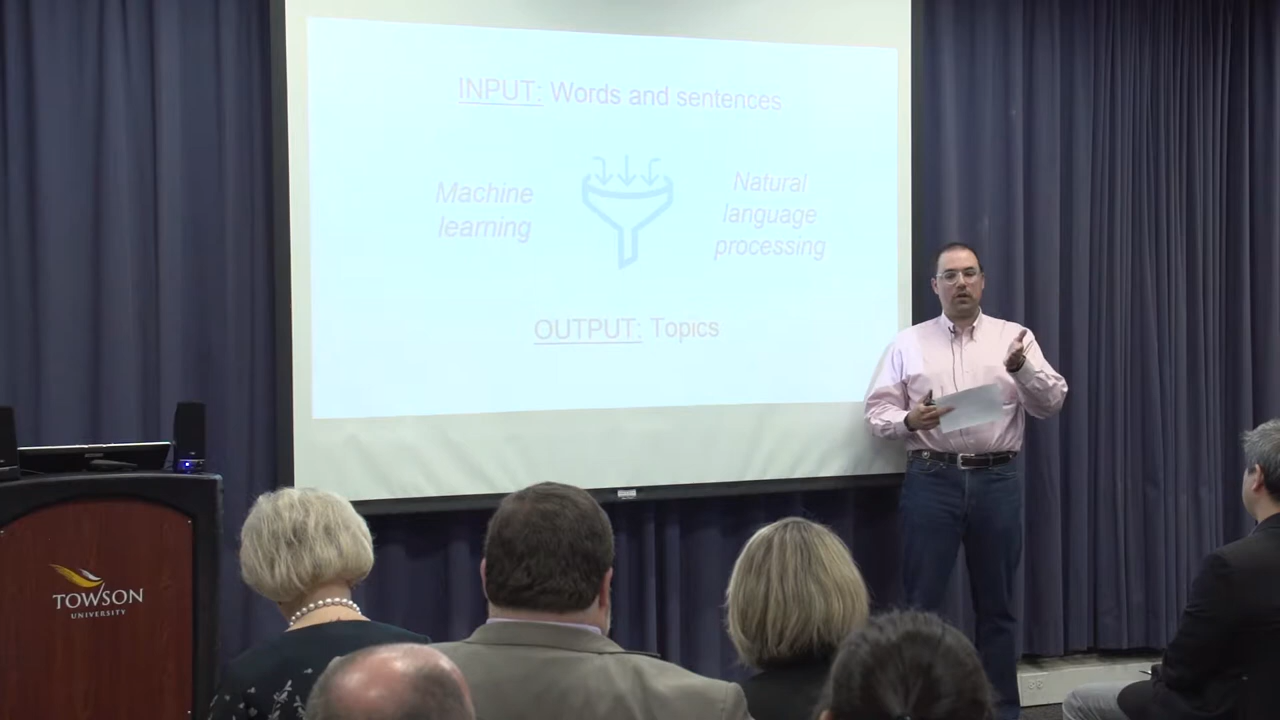 INPUT: Words and sentences
Machine
learning
Natural
language
processing
OUTPUT: Topics
TOWSON
UNIVERSITY